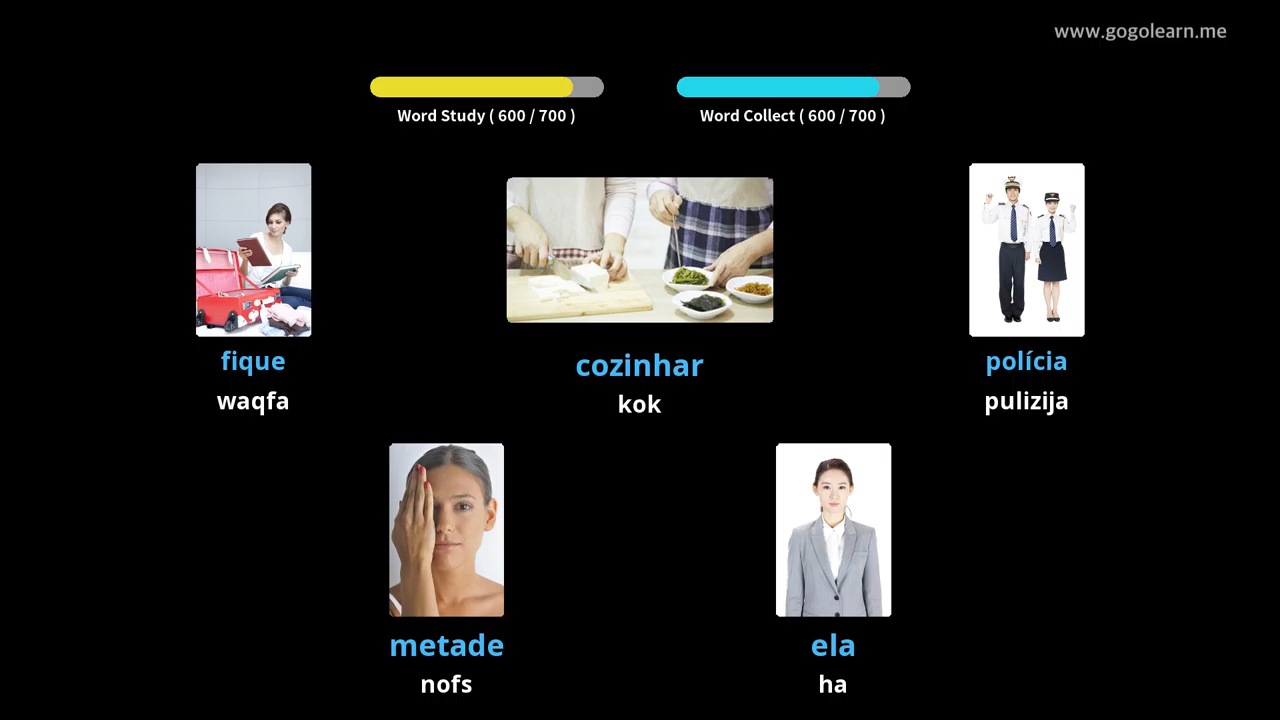 www.gogolearn.me
Word Study ( 600 / 700 )
Word Collect ( 600 / 700 )
fique
waqfa
cozinhar
kok
polícia
pulizija
metade
nofs
ela
ha